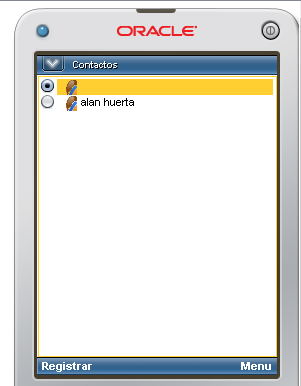 ORACLE
Contactos
alan huerta
Registrar
Menu